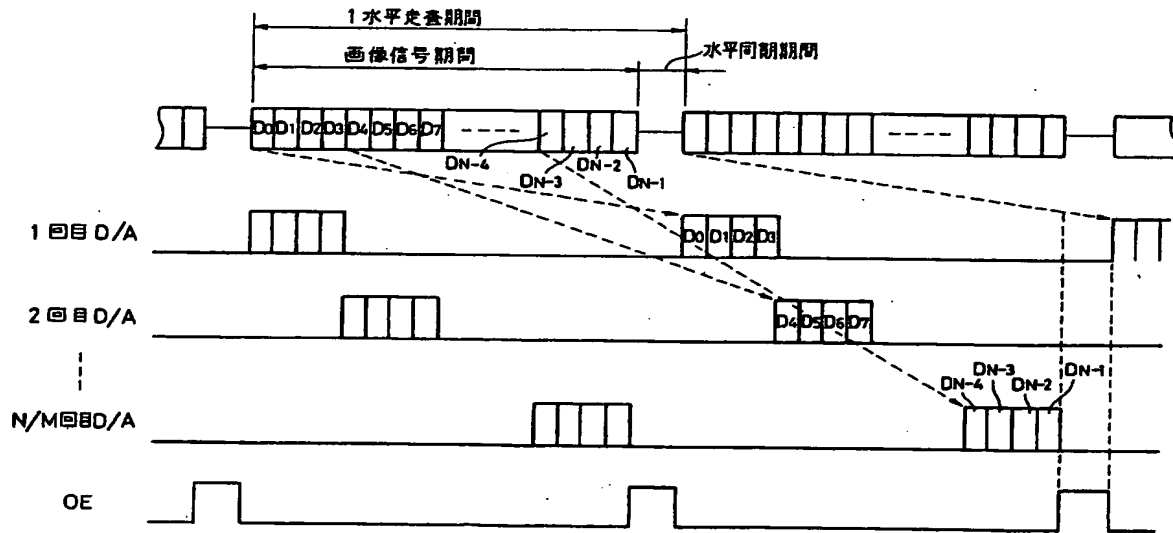 1水平走査期間
画像信号期間
水平同期期間
D0 D1 D2 D3 D4 D5 D6 D7
DN-4
DN-3
DN-2
DN-1
1回目D/A
D0 D1 D2 D3
2回目D/A
D4 D5 D6 D7
DN-4
DN-3
DN-2
DN-1
N/M回目D/A
OE